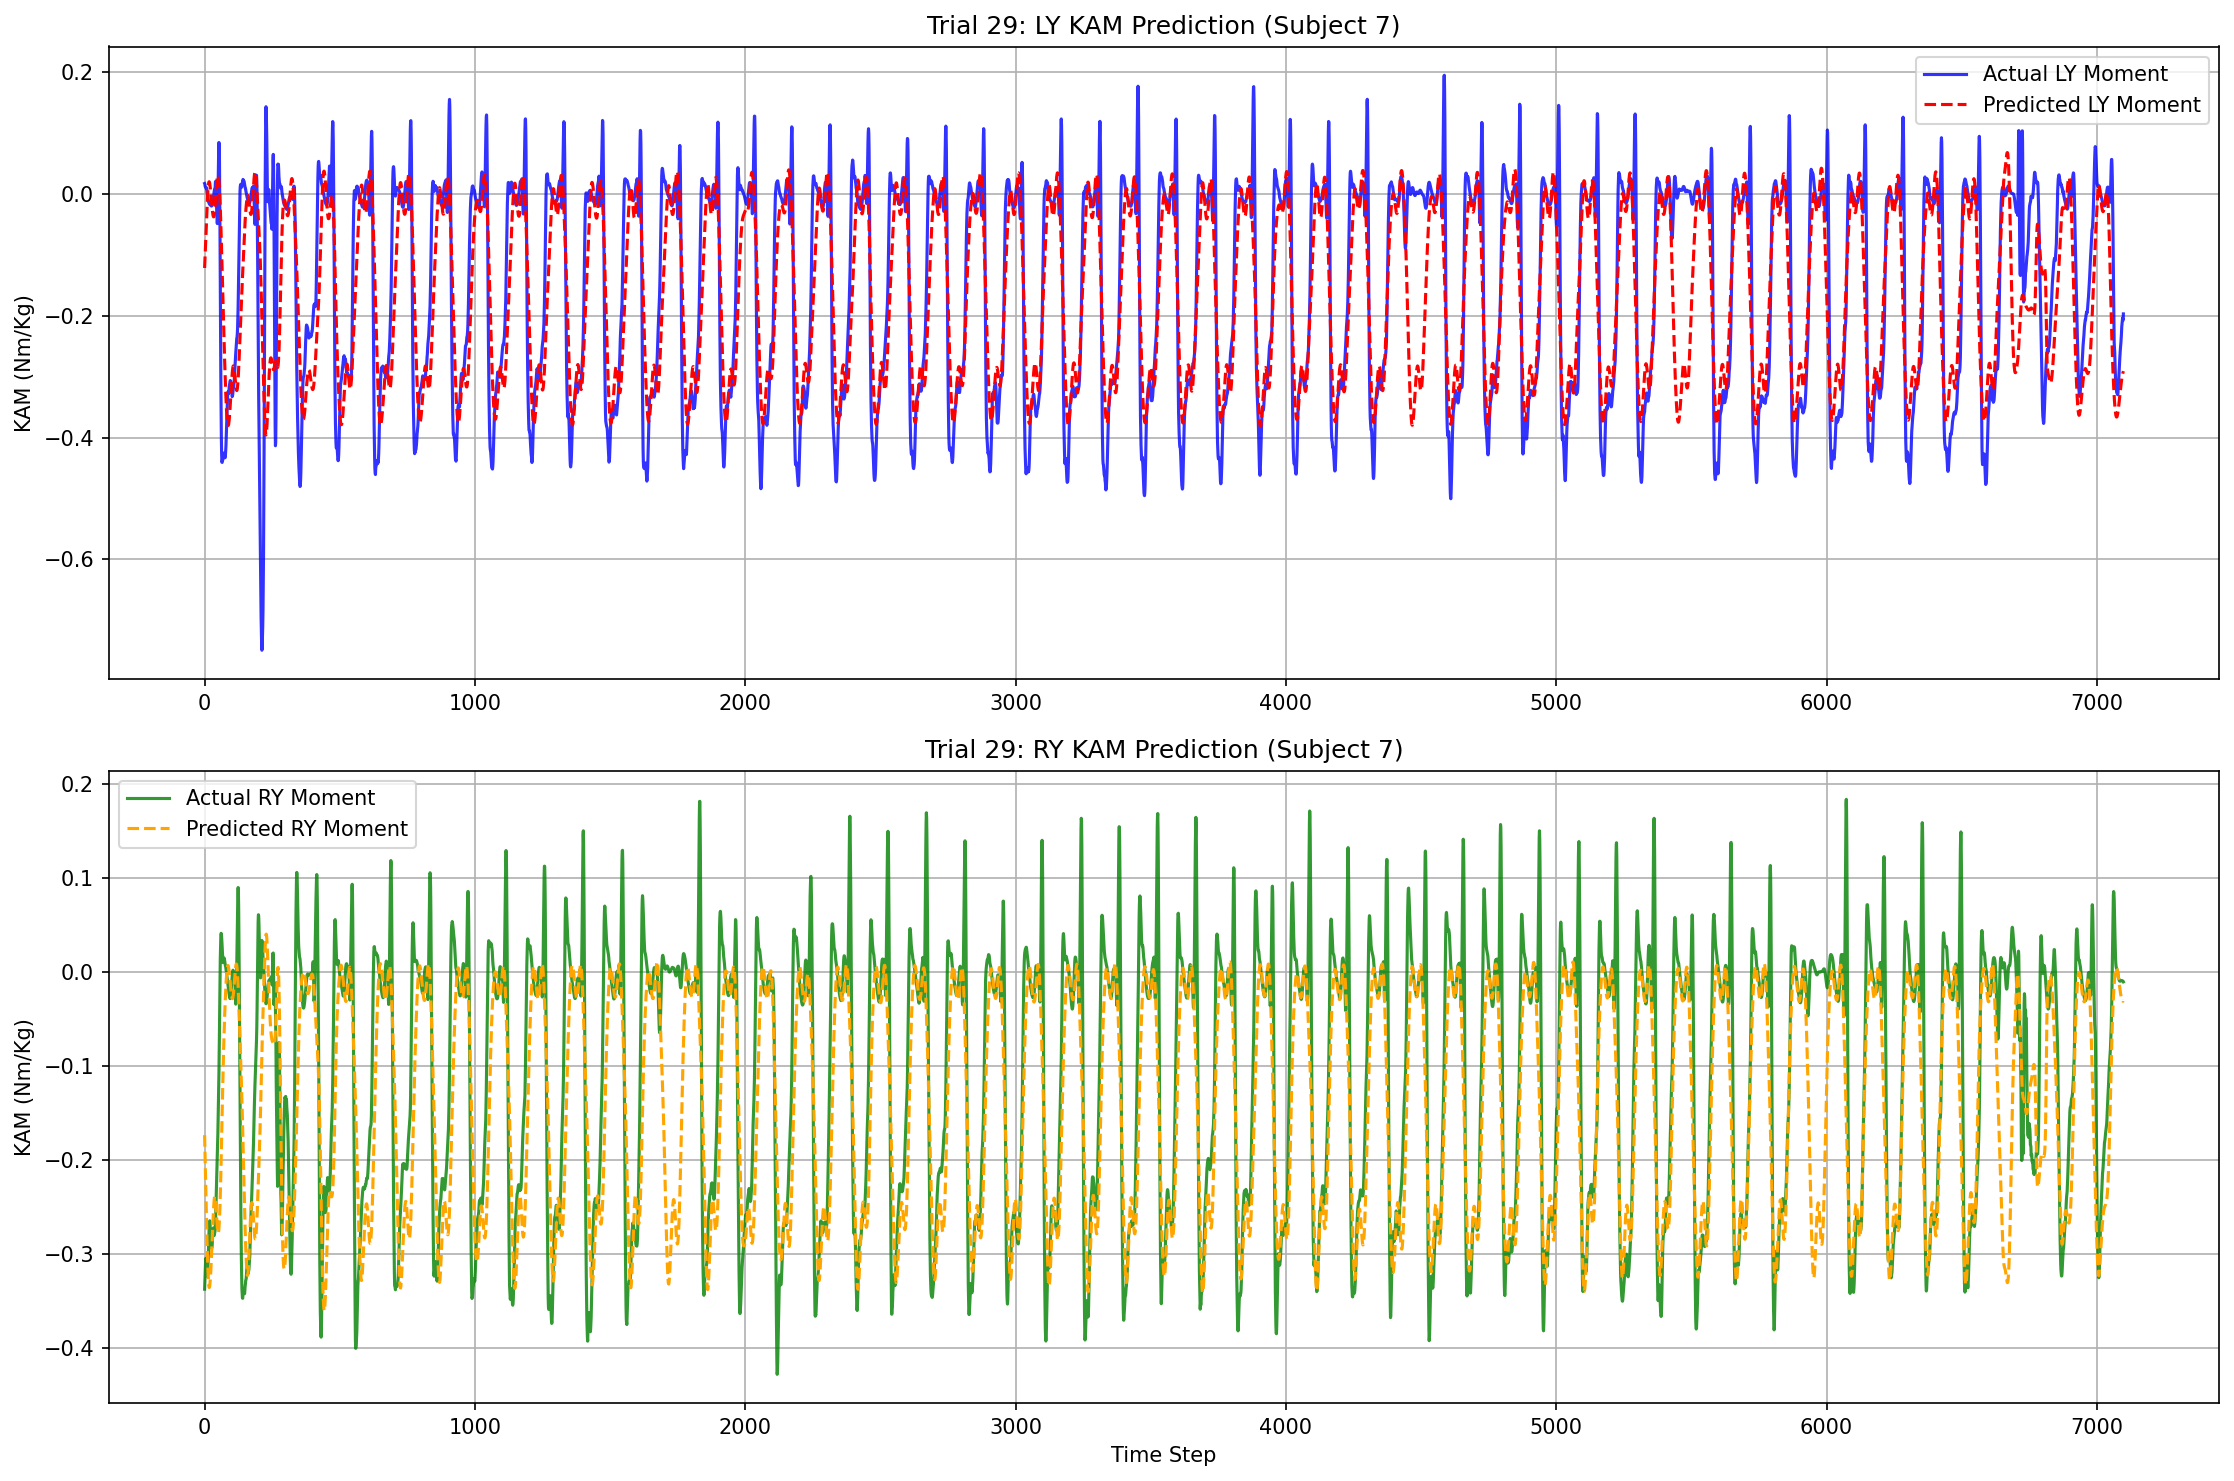 Trial 29: LY KAM Prediction (Subject 7)
Actual LY Moment
Predicted LY Moment
KAM (Nm/Kg)
0.2
0.0
−0.2
−0.4
−0.6
0 1000 2000 3000 4000 5000 6000 7000
Trial 29: RY KAM Prediction (Subject 7)
Actual RY Moment
Predicted RY Moment
KAM (Nm/Kg)
0.2
0.1
0.0
−0.1
−0.2
−0.3
−0.4
0 1000 2000 3000 4000 5000 6000 7000
Time Step